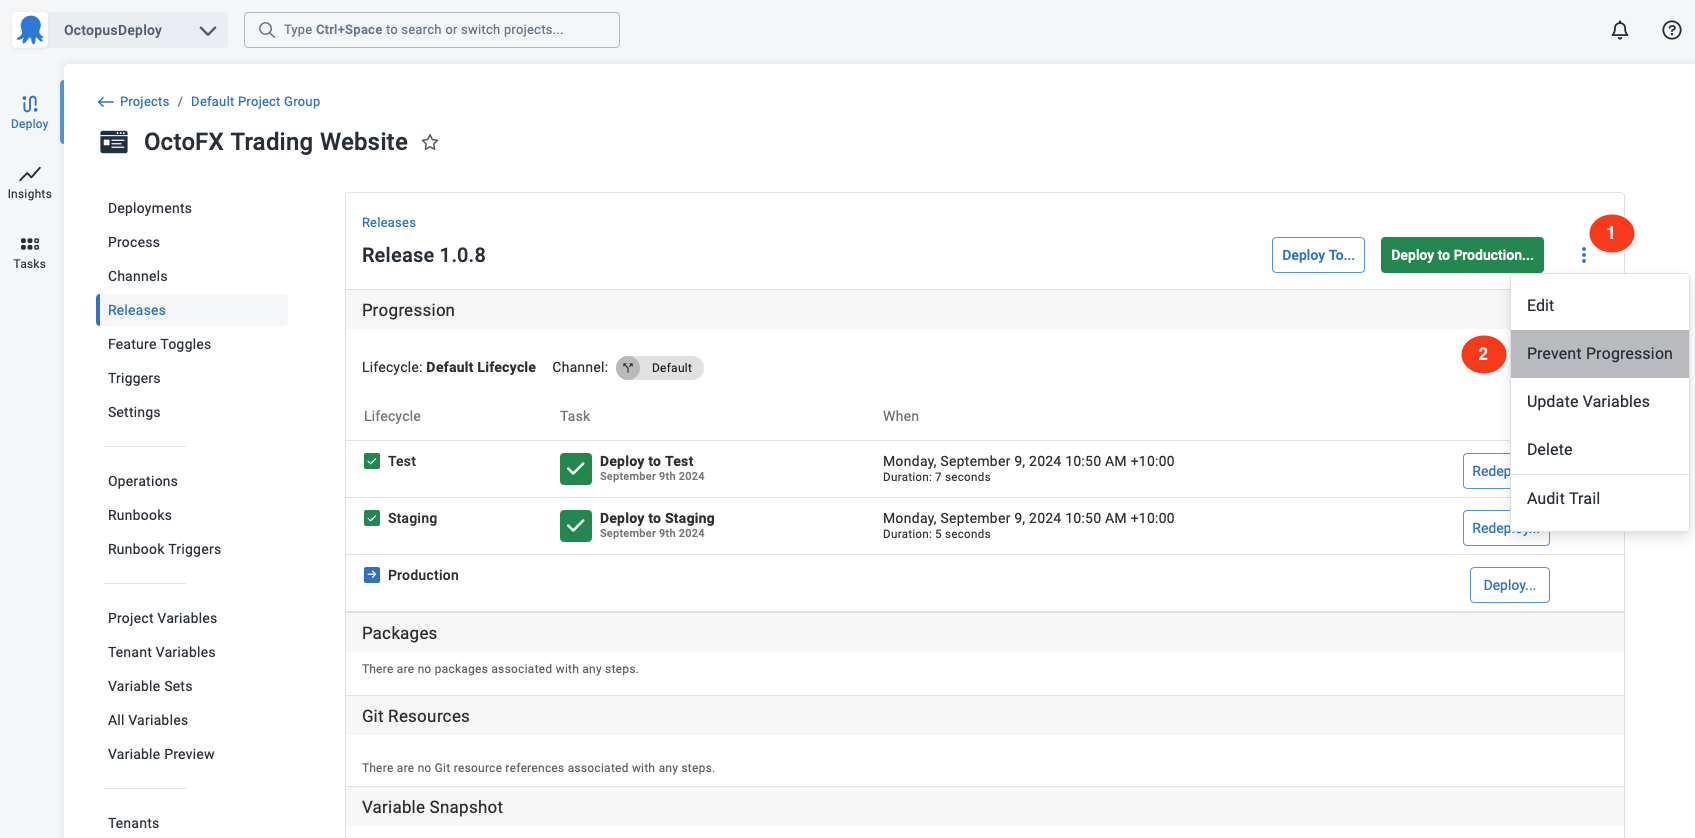 OctopusDeploy
Type Ctrl+Space to search or switch projects...
Deploy
Insights
Tasks
Projects / Default Project Group
OctoFX Trading Website
Deployments
Process
Channels
Releases
Feature Toggles
Triggers
Settings
Operations
Runbooks
Runbook Triggers
Project Variables
Tenant Variables
Variable Sets
All Variables
Variable Preview
Tenants
Releases
Release 1.0.8
Deploy To...
Deploy to Production...
1
Edit
2
Prevent Progression
Update Variables
Delete
Audit Trail
Progression
Lifecycle: Default Lifecycle Channel: Default
Lifecycle Task When
Test
Deploy to Test
September 9th 2024
Monday, September 9, 2024 10:50 AM +10:00
Duration: 7 seconds
Staging
Deploy to Staging
September 9th 2024
Monday, September 9, 2024 10:50 AM +10:00
Duration: 5 seconds
Redeploy...
Production
Deploy...
Packages
There are no packages associated with any steps.
Git Resources
There are no Git resource references associated with any steps.
Variable Snapshot